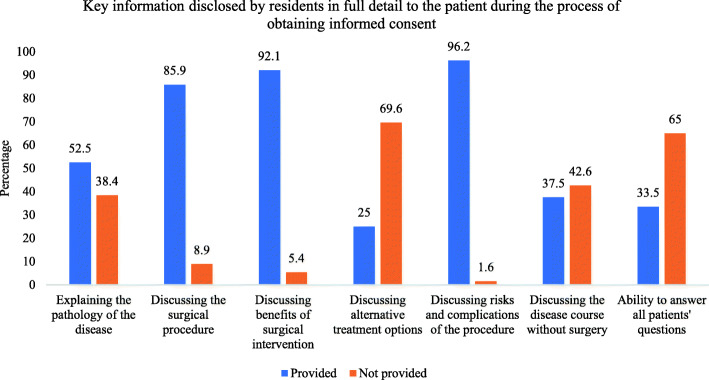 Key information disclosed by residents in full detail to the patient during the process of
obtaining informed consent
Percentage
100
90
80
70
60
50
40
30
20
10
0
52.5
38.4
85.9
8.9
92.1
5.4
25
69.6
96.2
1.6
37.5
42.6
33.5
65
Explaining the
pathology of the
disease
Discussing the
surgical
procedure
Discussing
benefits of
surgical
intervention
Discussing
alternative
treatment options
Discussing risks
and complications
of the procedure
Discussing the
disease course
without surgery
Ability to answer
all patients'
questions
Provided
Not provided